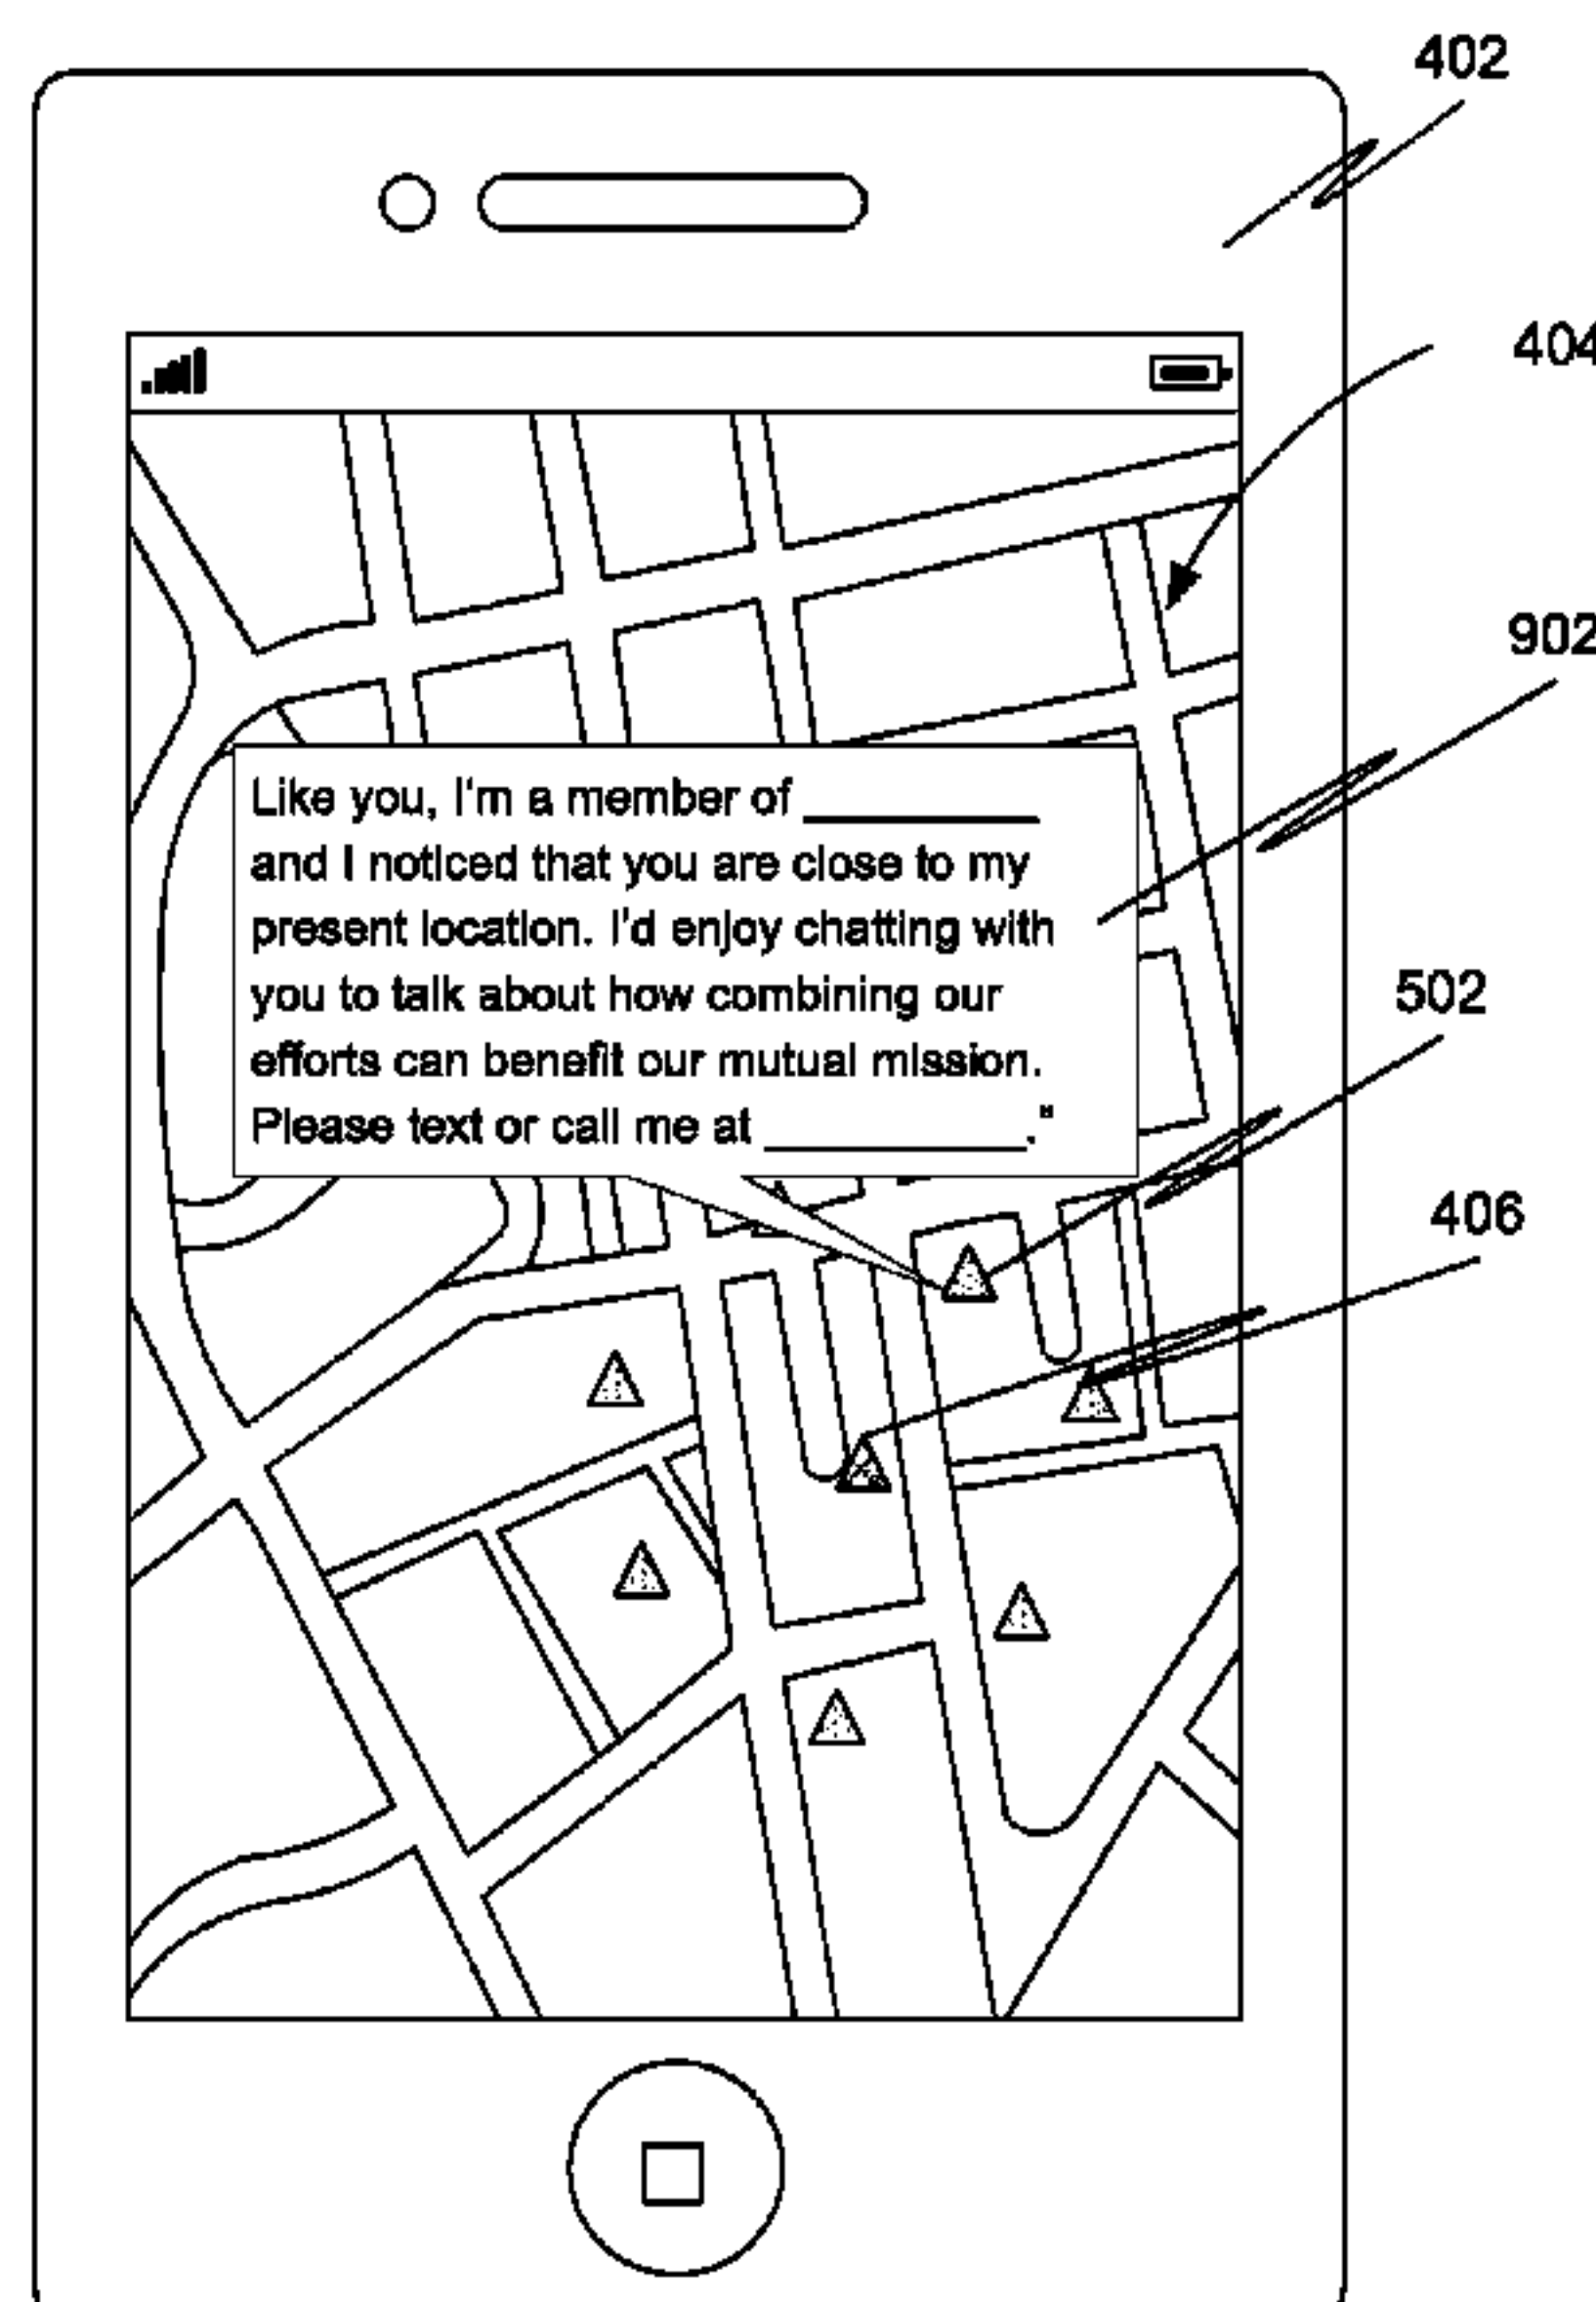 402
404
902
Like you, I'm a member of ____________
and I noticed that you are close to my
present location. I'd enjoy chatting with
you to talk about how combining our
efforts can benefit our mutual mission.
Please text or call me at _____________."
502
406